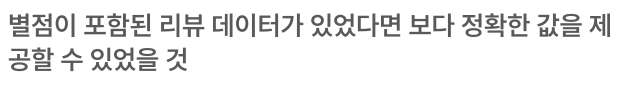 별점이 포함된 리뷰 데이터가 있었다면 보다 정확한 값을 제
공할 수 있었을 것